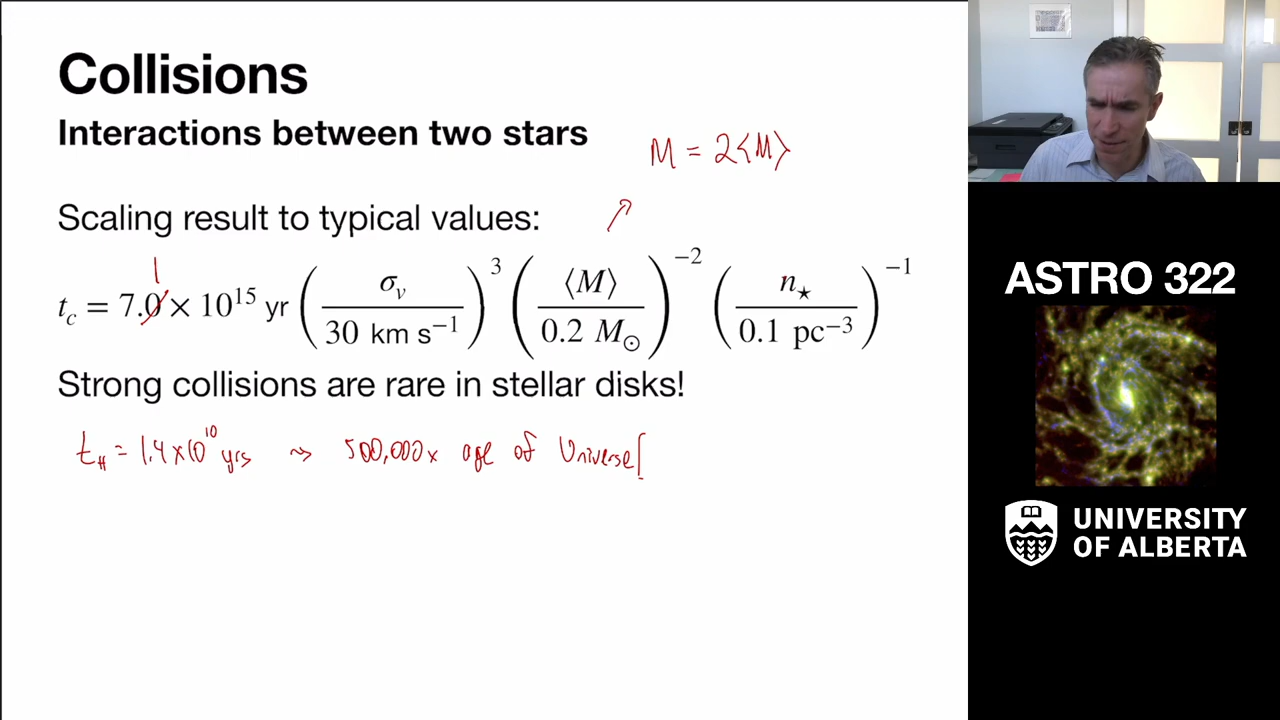 Collisions
Interactions between two stars
M = 2⟨M⟩
Scaling result to typical values:
1
t_c = 7.0 × 10^15 yr (σ_v / 30 km s^−1)^3 (⟨M⟩ / 0.2 M_⊙)^−2 (n_⋆ / 0.1 pc^−3)^−1
Strong collisions are rare in stellar disks!
t_H = 1.4×10^10 yrs ⇝ 500,000× age of Universe!
ASTRO 322
UNIVERSITY
OF ALBERTA